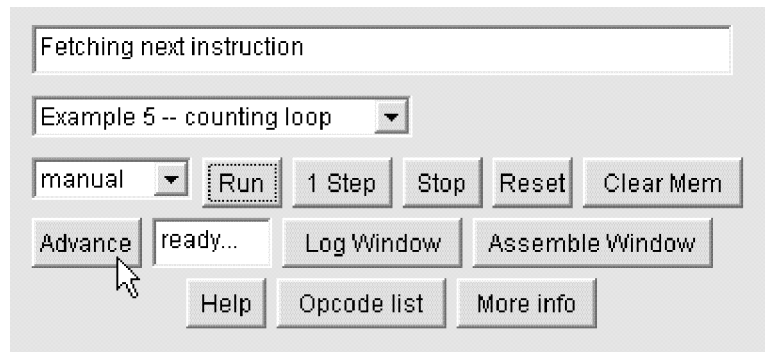 Fetching next instruction
Example 5 -- counting loop
manual Run 1 Step Stop Reset Clear Mem
Advance ready... Log Window Assemble Window
Help Opcode list More info